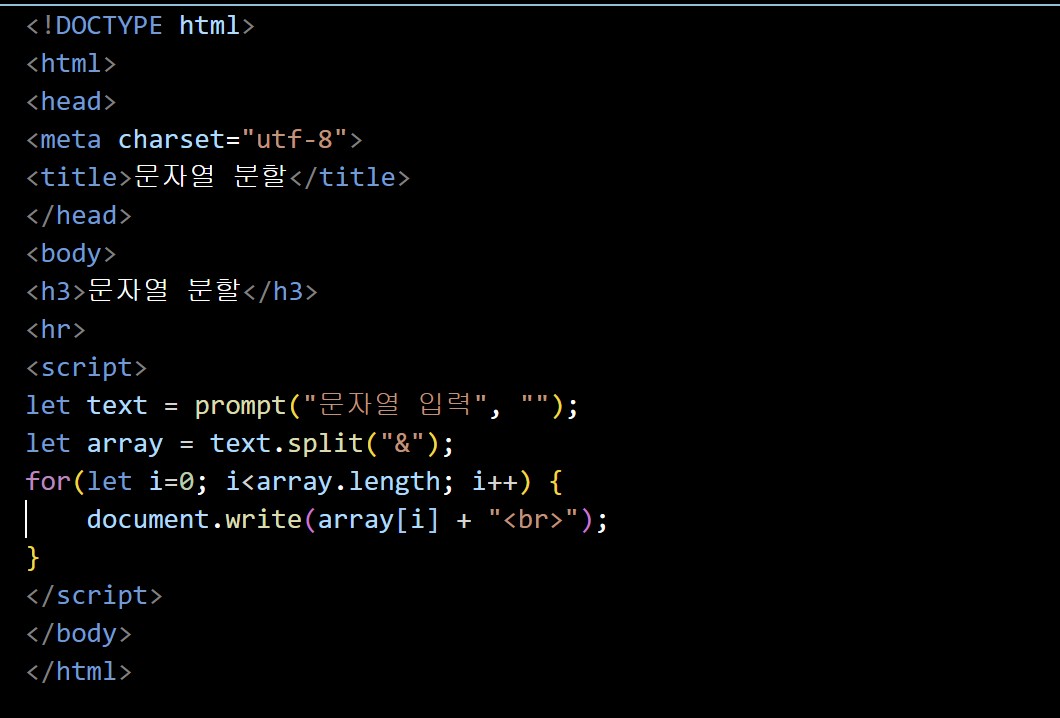 <!DOCTYPE html>
<html>
<head>
<meta charset="utf-8">
<title>문자열 분할</title>
</head>
<body>
<h3>문자열 분할</h3>
<hr>
<script>
let text = prompt("문자열 입력", "");
let array = text.split("&");
for(let i=0; i<array.length; i++) {
    document.write(array[i] + "<br>");
}
</script>
</body>
</html>